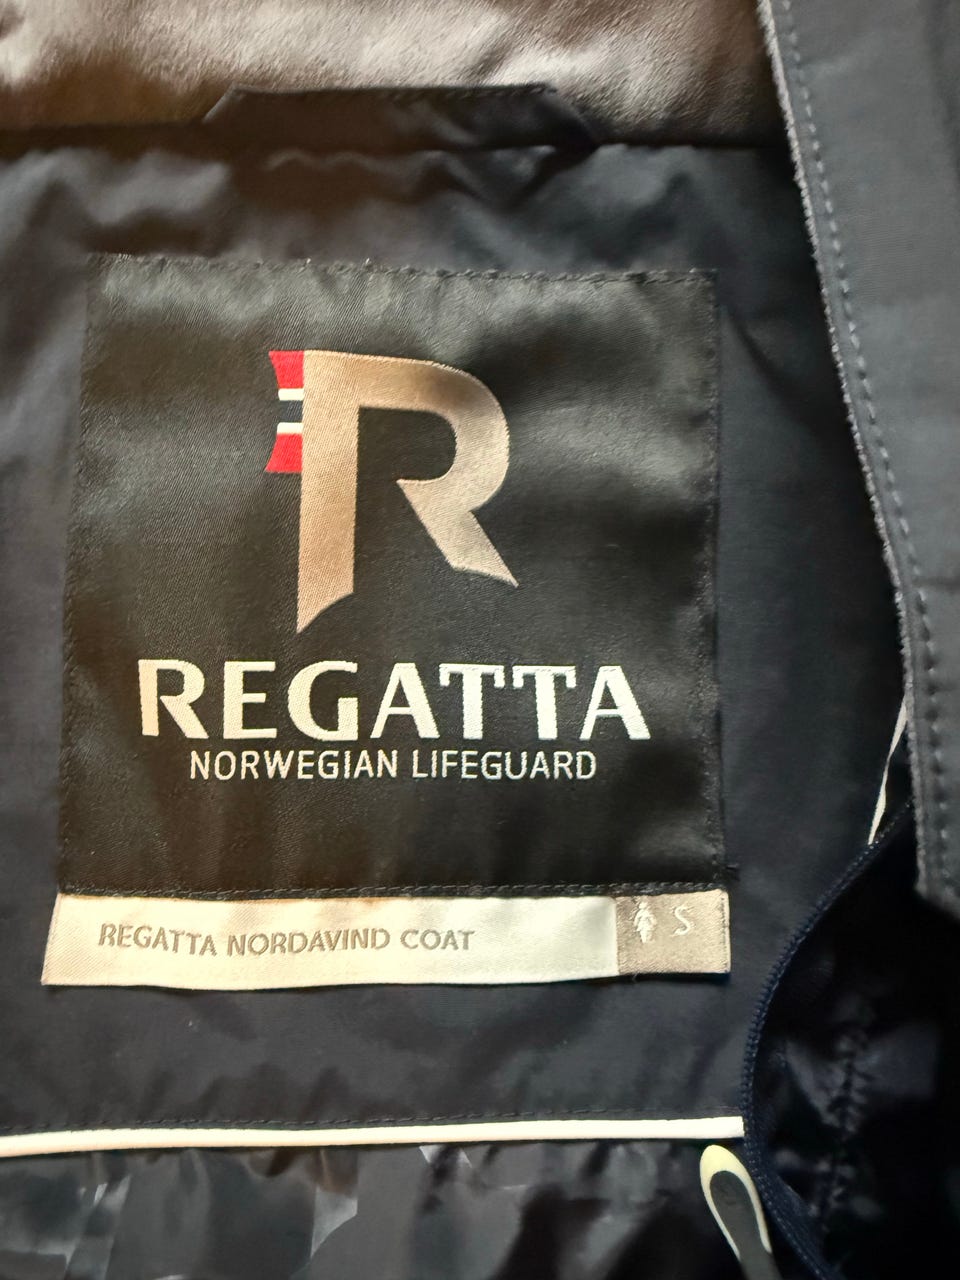 R
REGATTA
NORWEGIAN LIFEGUARD
REGATTA NORDAVIND COAT
S